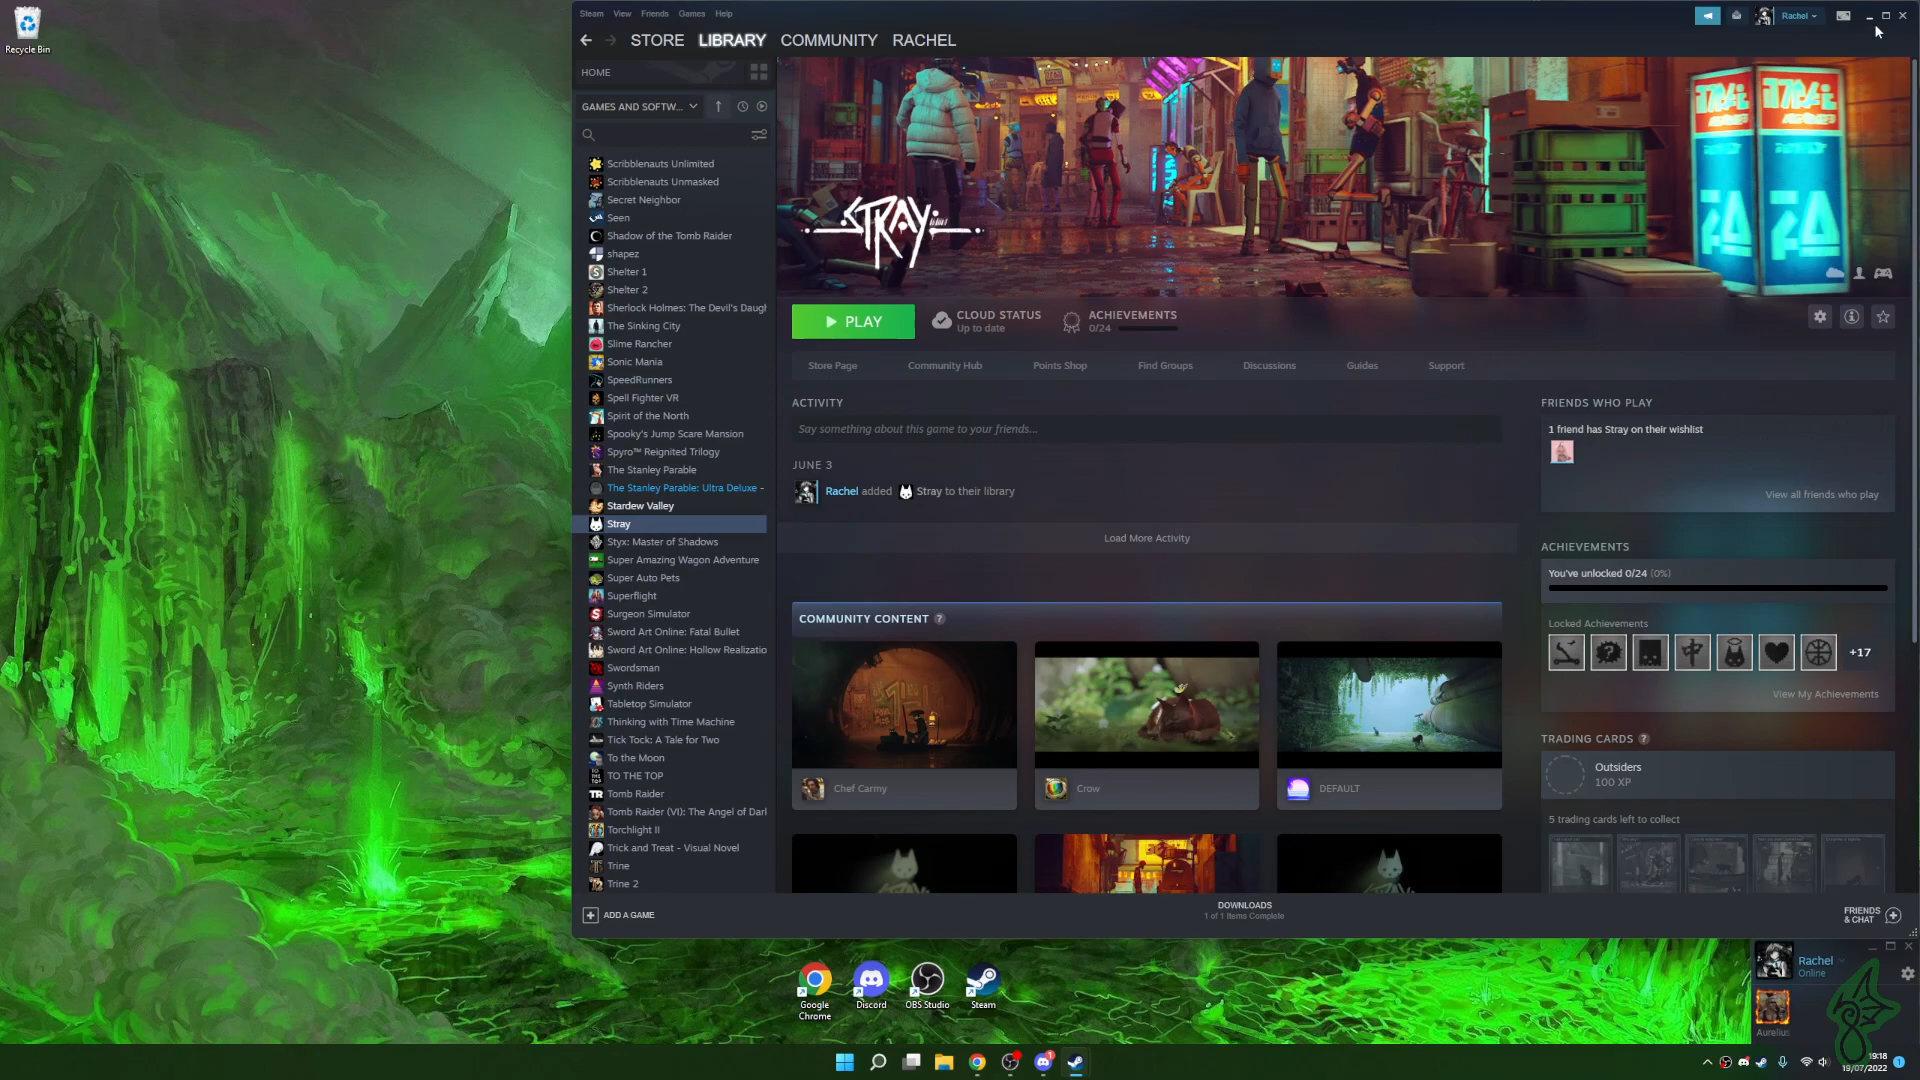 Recycle Bin
Steam View Friends Games Help
Rachel
STORE LIBRARY COMMUNITY RACHEL
HOME
GAMES AND SOFTW...
Scribblenauts Unlimited
Scribblenauts Unmasked
Secret Neighbor
Seen
Shadow of the Tomb Raider
shapez
Shelter 1
Shelter 2
Sherlock Holmes: The Devil's Daugh
The Sinking City
Slime Rancher
Sonic Mania
SpeedRunners
Spell Fighter VR
Spirit of the North
Spooky's Jump Scare Mansion
Spyro™ Reignited Trilogy
The Stanley Parable
The Stanley Parable: Ultra Deluxe -
Stardew Valley
Stray
Styx: Master of Shadows
Super Amazing Wagon Adventure
Super Auto Pets
Superflight
Surgeon Simulator
Sword Art Online: Fatal Bullet
Sword Art Online: Hollow Realizatio
Swordsman
Synth Riders
Tabletop Simulator
Thinking with Time Machine
Tick Tock: A Tale for Two
To the Moon
TO THE TOP
Tomb Raider
Tomb Raider (VI): The Angel of Dark
Torchlight II
Trick and Treat - Visual Novel
Trine
Trine 2
ADD A GAME
STRAY
PLAY
CLOUD STATUS
Up to date
ACHIEVEMENTS
0/24
Store Page Community Hub Points Shop Find Groups Discussions Guides Support
ACTIVITY
Say something about this game to your friends...
JUNE 3
Rachel added Stray to their library
Load More Activity
COMMUNITY CONTENT ?
Chef Carmy
Crow
DEFAULT
FRIENDS WHO PLAY
1 friend has Stray on their wishlist
View all friends who play
ACHIEVEMENTS
You've unlocked 0/24 (0%)
Locked Achievements
+17
View My Achievements
TRADING CARDS ?
Outsiders
100 XP
5 trading cards left to collect
DOWNLOADS
1 of 1 Items Complete
FRIENDS
& CHAT
Rachel
Online
Aurelius
Google
Chrome
Discord
OBS Studio
Steam
19:18
19/07/2022
1